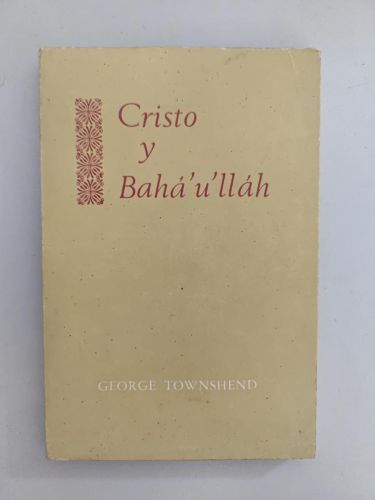 Cristo
y
Bahá'u'lláh
GEORGE TOWNSHEND